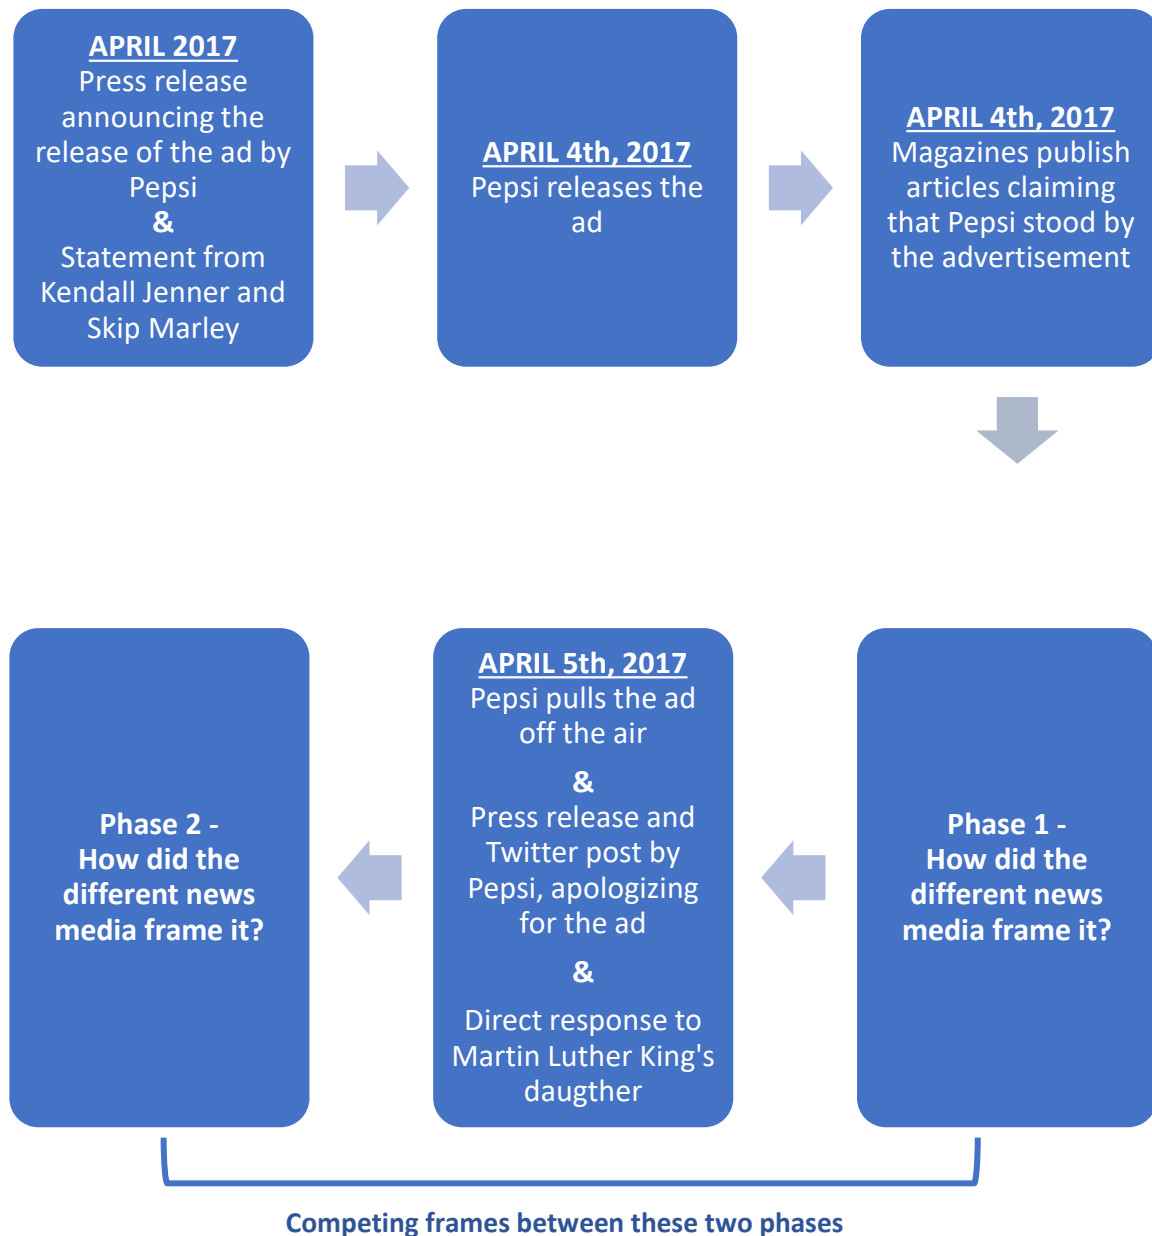 APRIL 2017
Press release
announcing the
release of the ad by
Pepsi
&
Statement from
Kendall Jenner and
Skip Marley
APRIL 4th, 2017
Pepsi releases the
ad
APRIL 4th, 2017
Magazines publish
articles claiming
that Pepsi stood by
the advertisement
Phase 1 -
How did the
different news
media frame it?
APRIL 5th, 2017
Pepsi pulls the ad
off the air
&
Press release and
Twitter post by
Pepsi, apologizing
for the ad
&
Direct response to
Martin Luther King's
daugther
Phase 2 -
How did the
different news
media frame it?
Competing frames between these two phases